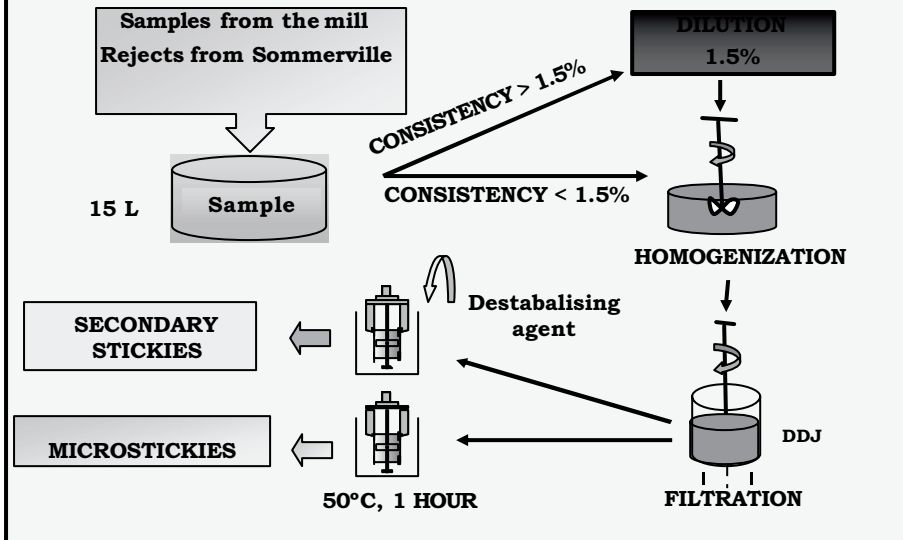 Samples from the mill
Rejects from Sommerville
15 L
Sample
CONSISTENCY > 1.5%
CONSISTENCY < 1.5%
DILUTION
1.5%
HOMOGENIZATION
DDJ
FILTRATION
Destabalising
agent
SECONDARY
STICKIES
MICROSTICKIES
50ºC, 1 HOUR